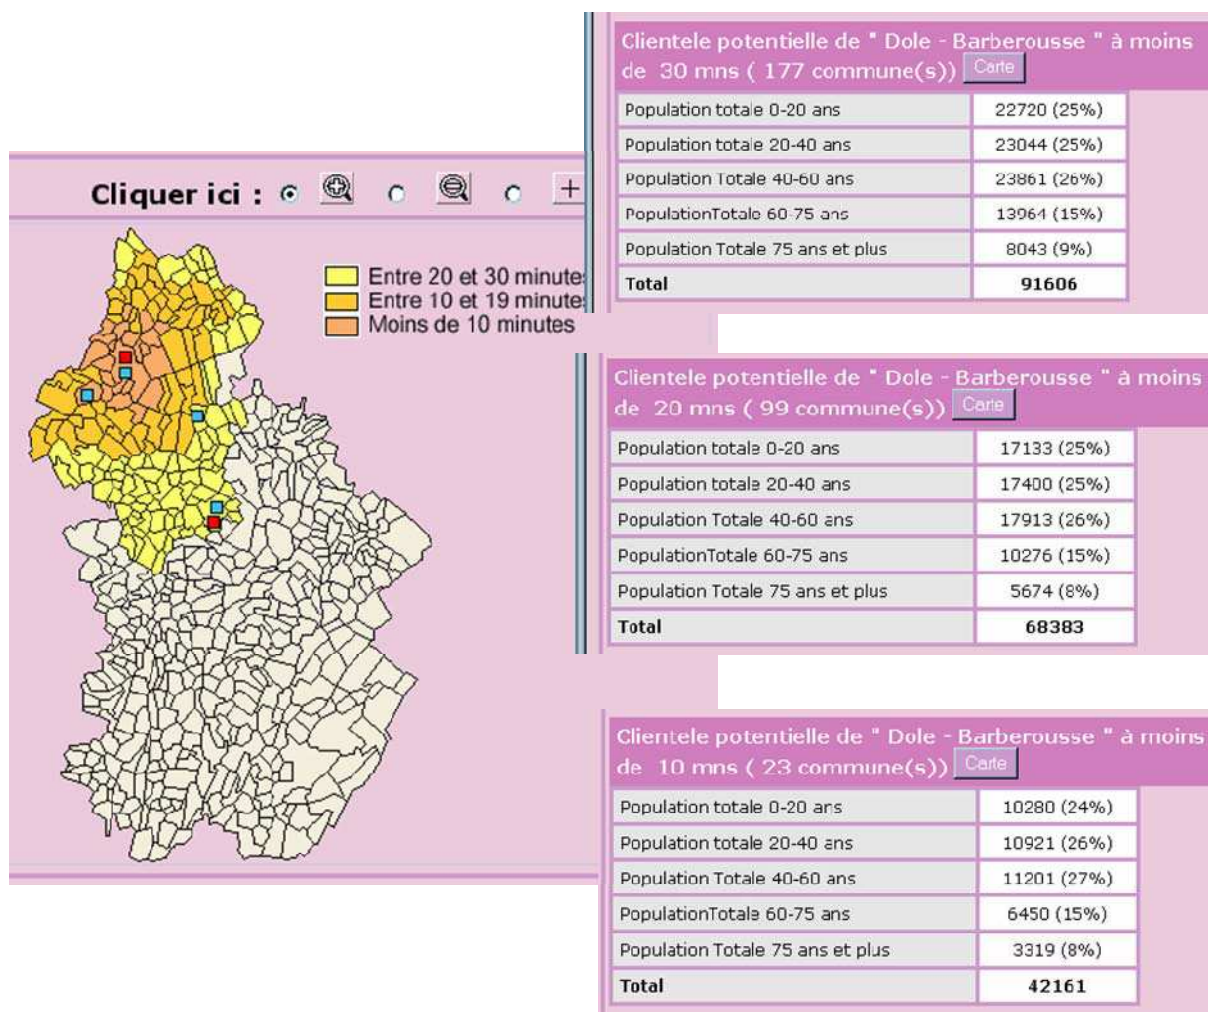 Cliquer ici :
Entre 20 et 30 minutes
Entre 10 et 19 minutes
Moins de 10 minutes
Clientele potentielle de " Dole - Barberousse " à moins
de 30 mns ( 177 commune(s)) Carte
Population totale 0-20 ans 22720 (25%)
Population totale 20-40 ans 23044 (25%)
Population Totale 40-60 ans 23861 (26%)
PopulationTotale 60-75 ans 13964 (15%)
Population Totale 75 ans et plus 8043 (9%)
Total 91606
Clientele potentielle de " Dole - Barberousse " à moins
de 20 mns ( 99 commune(s)) Carte
Population totale 0-20 ans 17133 (25%)
Population totale 20-40 ans 17400 (25%)
Population Totale 40-60 ans 17913 (26%)
PopulationTotale 60-75 ans 10276 (15%)
Population Totale 75 ans et plus 5674 (8%)
Total 68383
Clientele potentielle de " Dole - Barberousse " à moins
de 10 mns ( 23 commune(s)) Carte
Population totale 0-20 ans 10280 (24%)
Population totale 20-40 ans 10921 (26%)
Population Totale 40-60 ans 11201 (27%)
PopulationTotale 60-75 ans 6450 (15%)
Population Totale 75 ans et plus 3319 (8%)
Total 42161